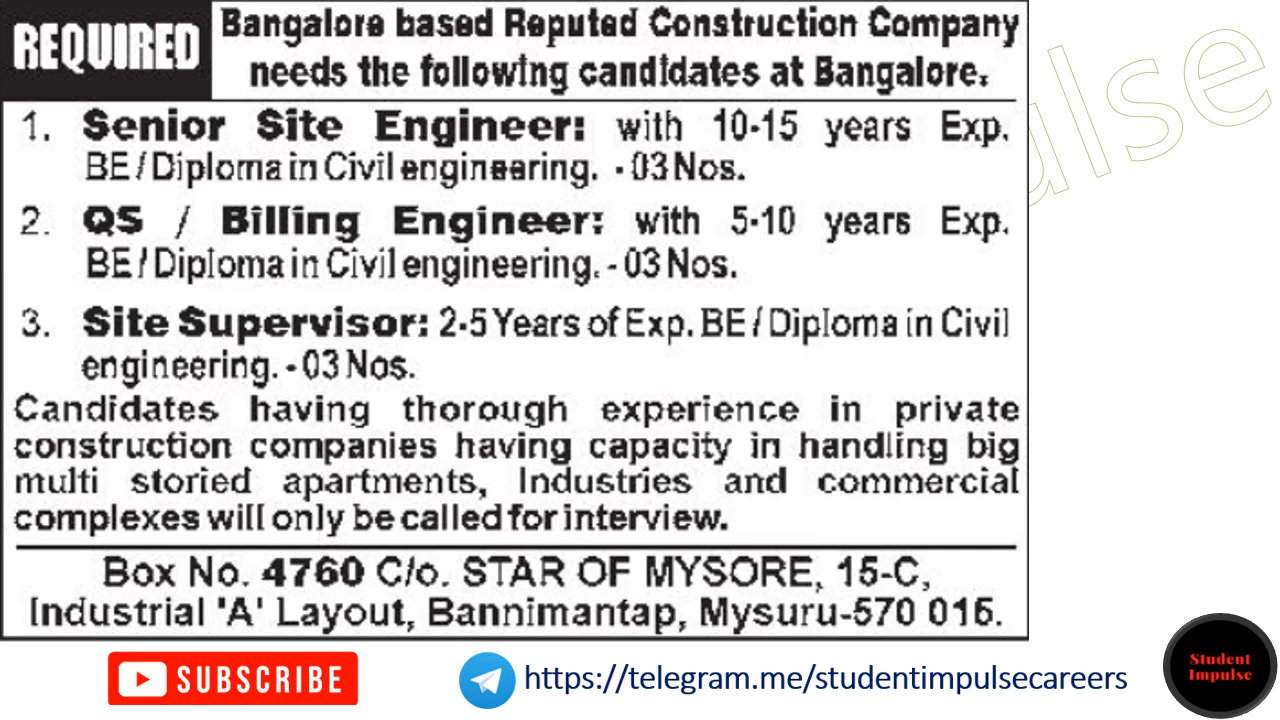 REQUIRED
Bangalore based Reputed Construction Company
needs the following candidates at Bangalore.
1. Senior Site Engineer: with 10-15 years Exp.
BE / Diploma in Civil engineering. - 03 Nos.
2. QS / Billing Engineer: with 5-10 years Exp.
BE / Diploma in Civil engineering. - 03 Nos.
3. Site Supervisor: 2-5 Years of Exp. BE / Diploma in Civil
engineering. - 03 Nos.
Candidates having thorough experience in private
construction companies having capacity in handling big
multi storied apartments, Industries and commercial
complexes will only be called for interview.
Box No. 4760 C/o. STAR OF MYSORE, 15-C,
Industrial 'A' Layout, Bannimantap, Mysuru-570 015.
ulse
SUBSCRIBE
https://telegram.me/studentimpulsecareers
Student
Impulse